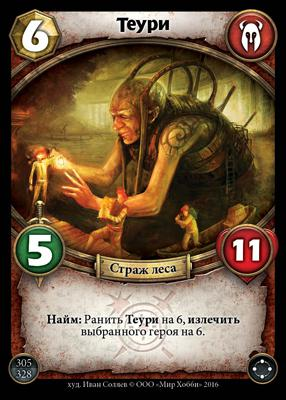 6
Теури
5
11
Страж леса
Найм: Ранить Теури на 6, излечить
выбранного героя на 6.
305
328
худ. Иван Соляев © ООО «Мир Хобби» 2016